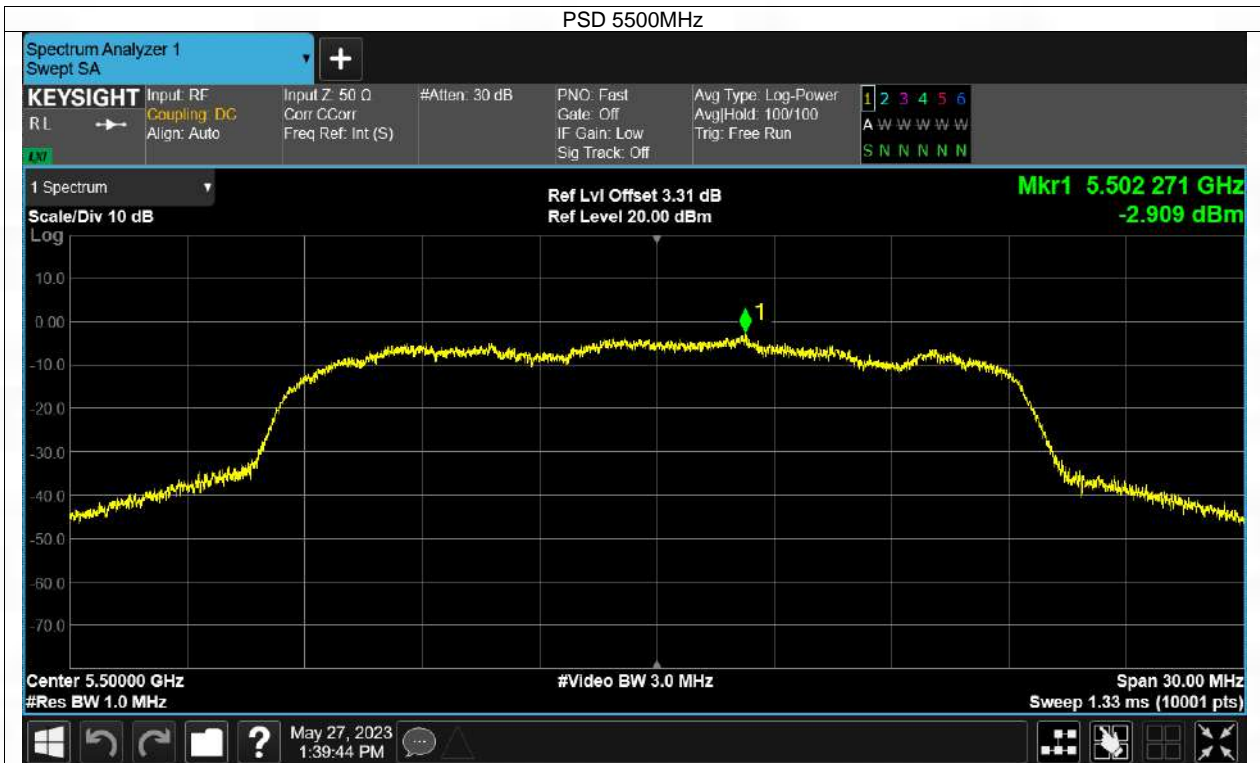 PSD 5500MHz
Spectrum Analyzer 1
Swept SA
+
KEYSIGHT
RL
LXI
Input: RF
Coupling: DC
Align: Auto
Input Z: 50 Ω
Corr CCorr
Freq Ref: Int (S)
#Atten: 30 dB
PNO: Fast
Gate: Off
IF Gain: Low
Sig Track: Off
Avg Type: Log-Power
Avg|Hold: 100/100
Trig: Free Run
1 2 3 4 5 6
A W W W W W
S N N N N N
1 Spectrum
Scale/Div 10 dB
Log
Ref Lvl Offset 3.31 dB
Ref Level 20.00 dBm
Mkr1 5.502 271 GHz
-2.909 dBm
10.0
0.00
-10.0
-20.0
-30.0
-40.0
-50.0
-60.0
-70.0
1
Center 5.50000 GHz
#Res BW 1.0 MHz
#Video BW 3.0 MHz
Span 30.00 MHz
Sweep 1.33 ms (10001 pts)
?
May 27, 2023
1:39:44 PM